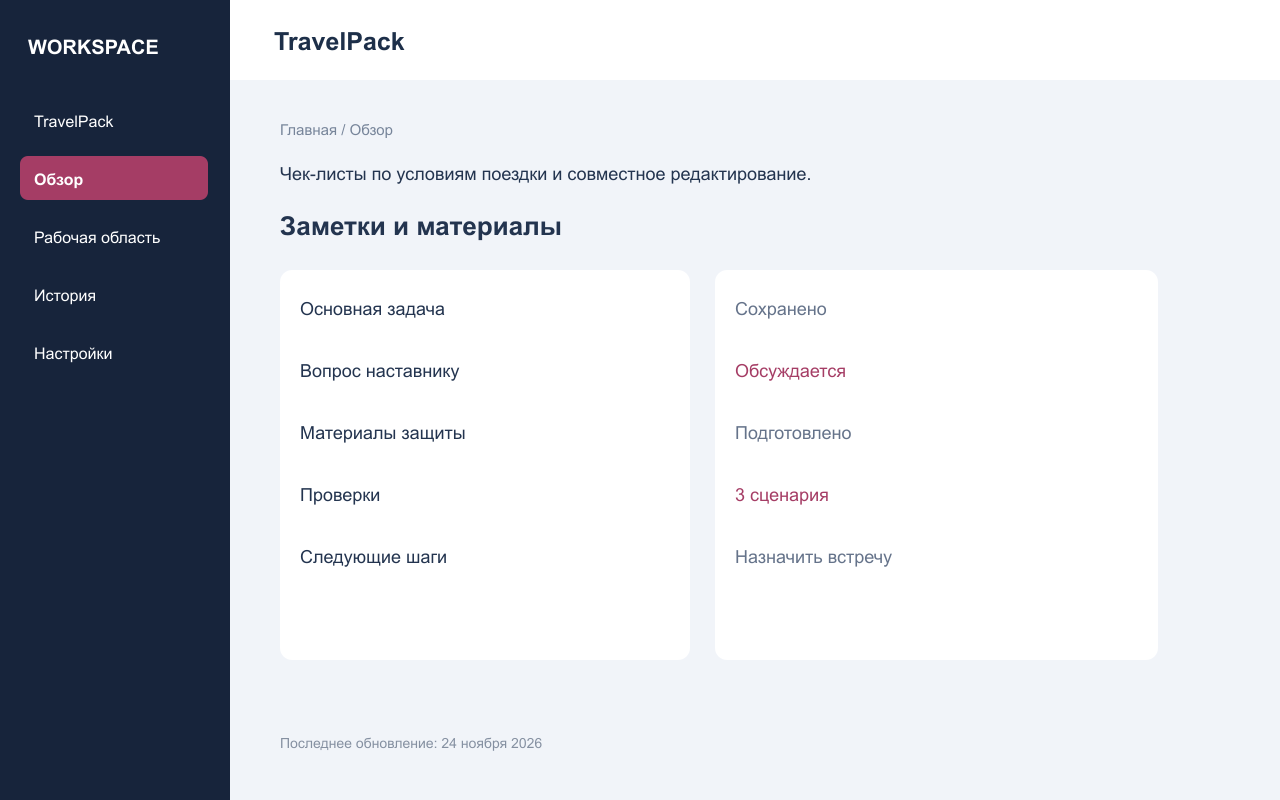 WORKSPACE
TravelPack
Обзор
Рабочая область
История
Настройки
TravelPack
Главная / Обзор
Чек-листы по условиям поездки и совместное редактирование.
Заметки и материалы
Основная задача
Сохранено
Вопрос наставнику
Обсуждается
Материалы защиты
Подготовлено
Проверки
3 сценария
Следующие шаги
Назначить встречу
Последнее обновление: 24 ноября 2026